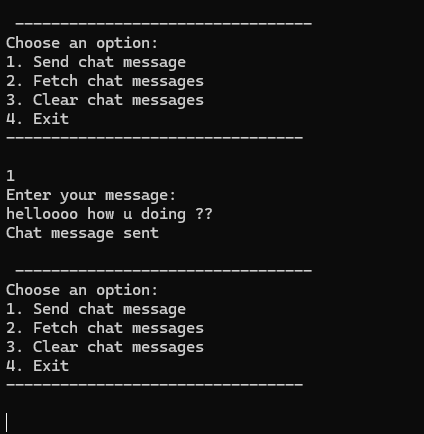 ---------------------------------
Choose an option:
1. Send chat message
2. Fetch chat messages
3. Clear chat messages
4. Exit
---------------------------------
1
Enter your message:
helloooo how u doing ??
Chat message sent
---------------------------------
Choose an option:
1. Send chat message
2. Fetch chat messages
3. Clear chat messages
4. Exit
---------------------------------